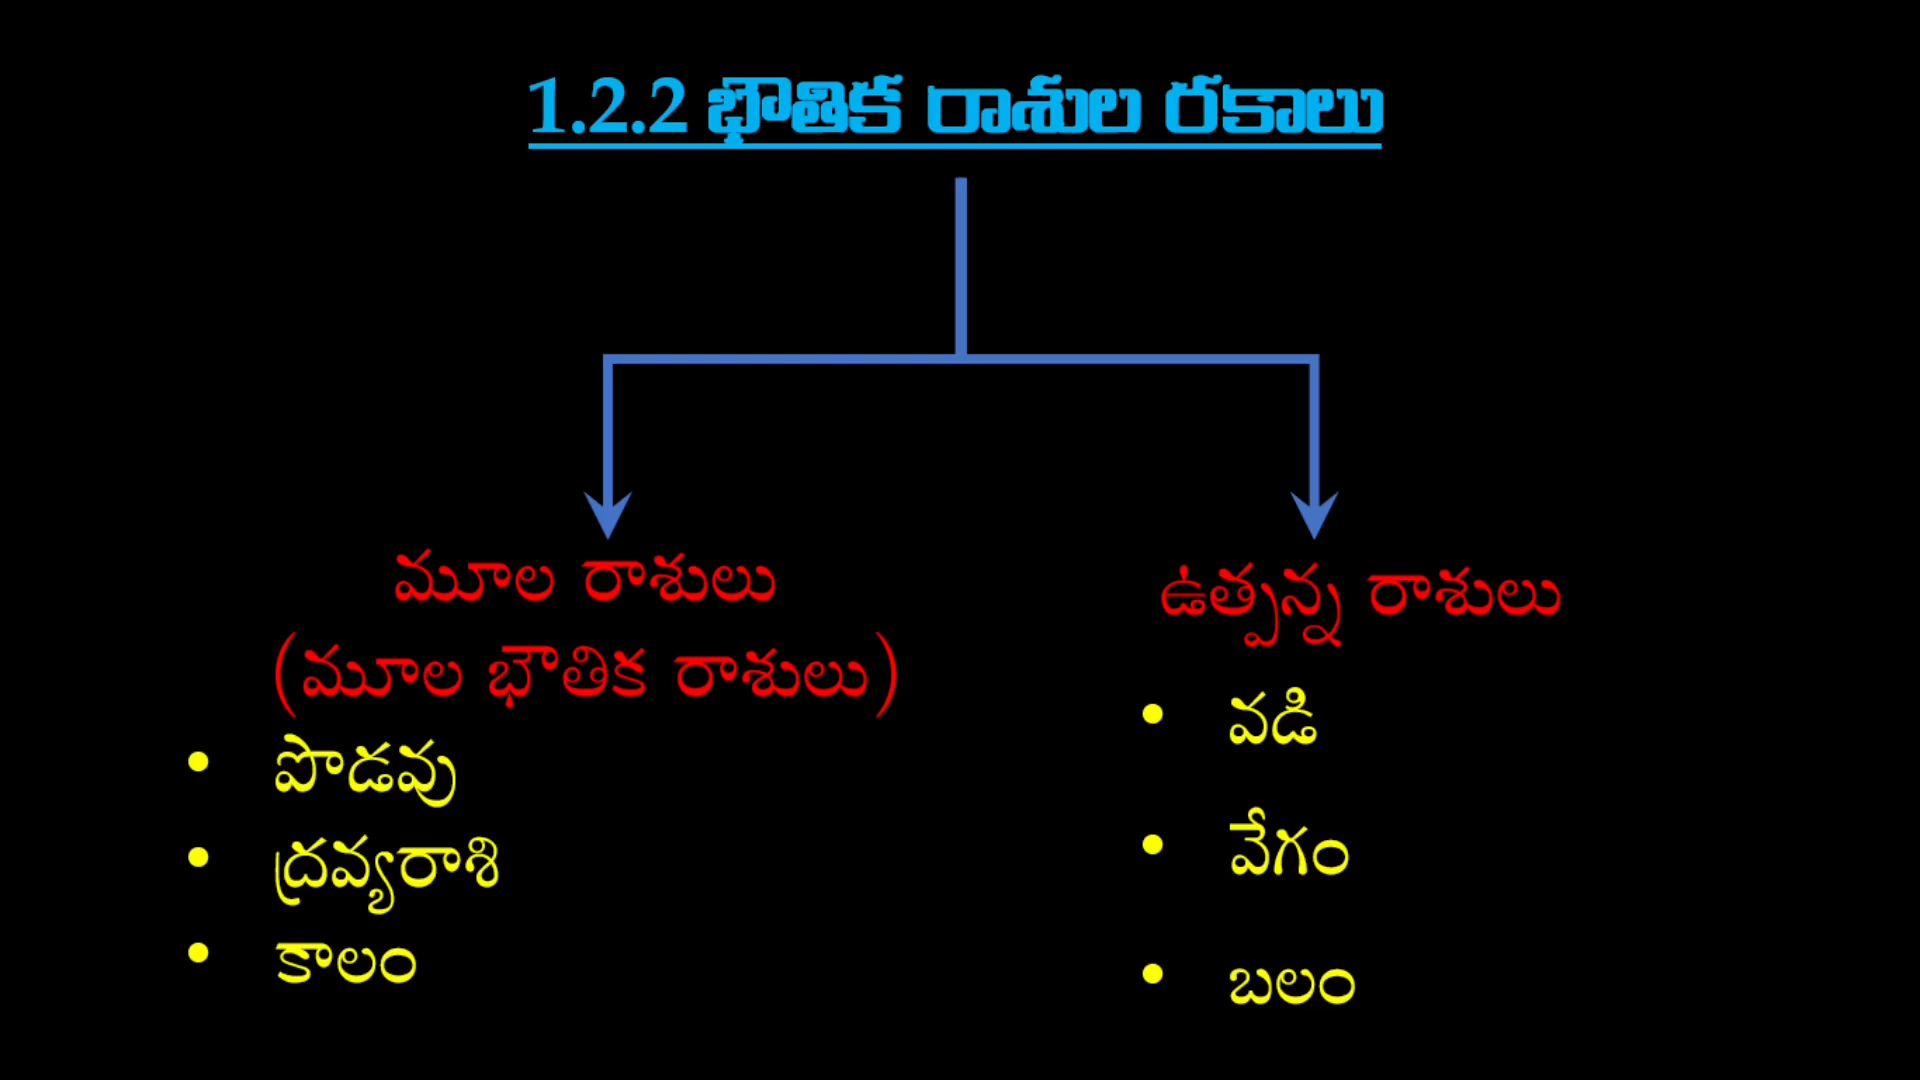 1.2.2 భౌతిక రాశుల రకాలు
మూల రాశులు
(మూల భౌతిక రాశులు)
• పొడవు
• ద్రవ్యరాశి
• కాలం
ఉత్పన్న రాశులు
• వడి
• వేగం
• బలం